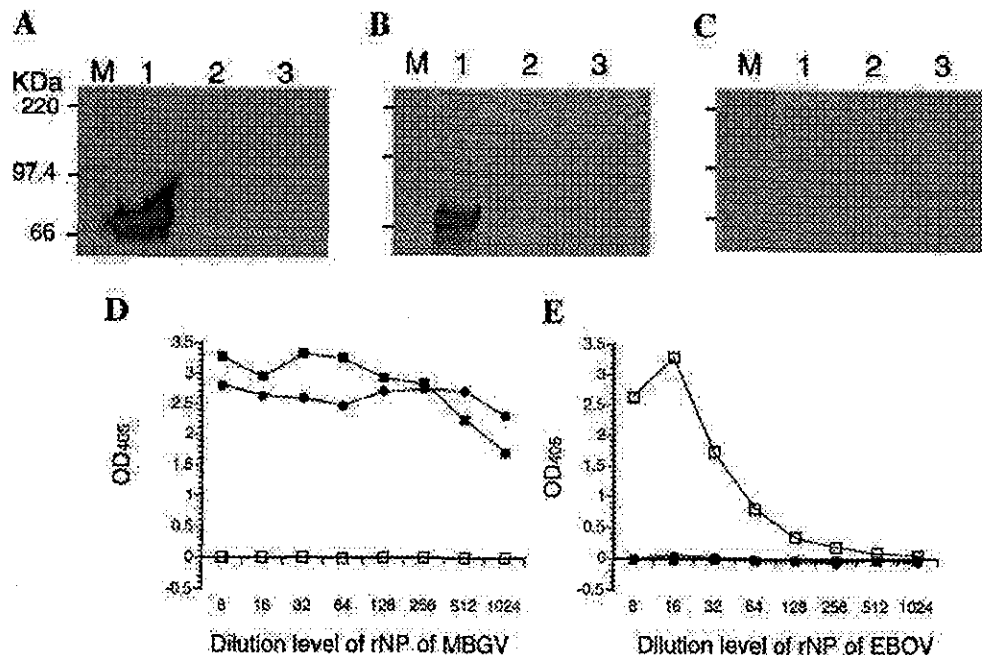 A
B
C
KDa
M 1 2 3
M 1 2 3
M 1 2 3
220
97.4
66
D
E
3.5
3
2.5
2
1.5
1
0.5
0
-0.5
OD405
8 16 32 64 128 256 512 1024
Dilution level of rNP of MBGV
3.5
3
2.5
2
1.5
1
0.5
0
-0.5
OD405
8 16 32 64 128 256 512 1024
Dilution level of rNP of EBOV